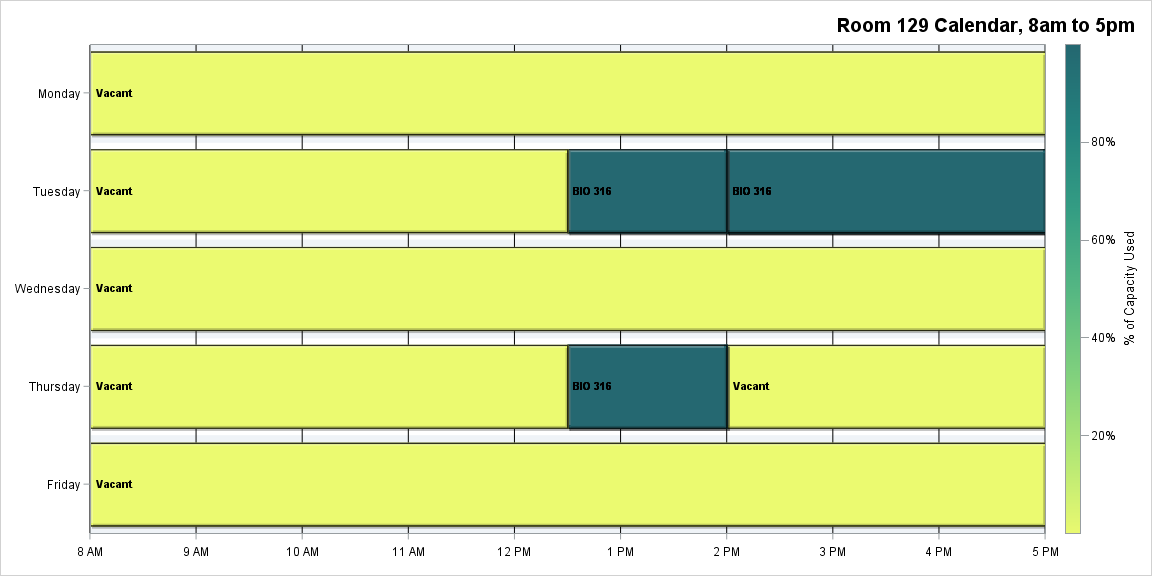 Room 129 Calendar, 8am to 5pm
Monday
Vacant
Tuesday
Vacant
BIO 316
BIO 316
Wednesday
Vacant
Thursday
Vacant
BIO 316
Vacant
Friday
Vacant
8 AM
9 AM
10 AM
11 AM
12 PM
1 PM
2 PM
3 PM
4 PM
5 PM
80%
60%
40%
20%
% of Capacity Used